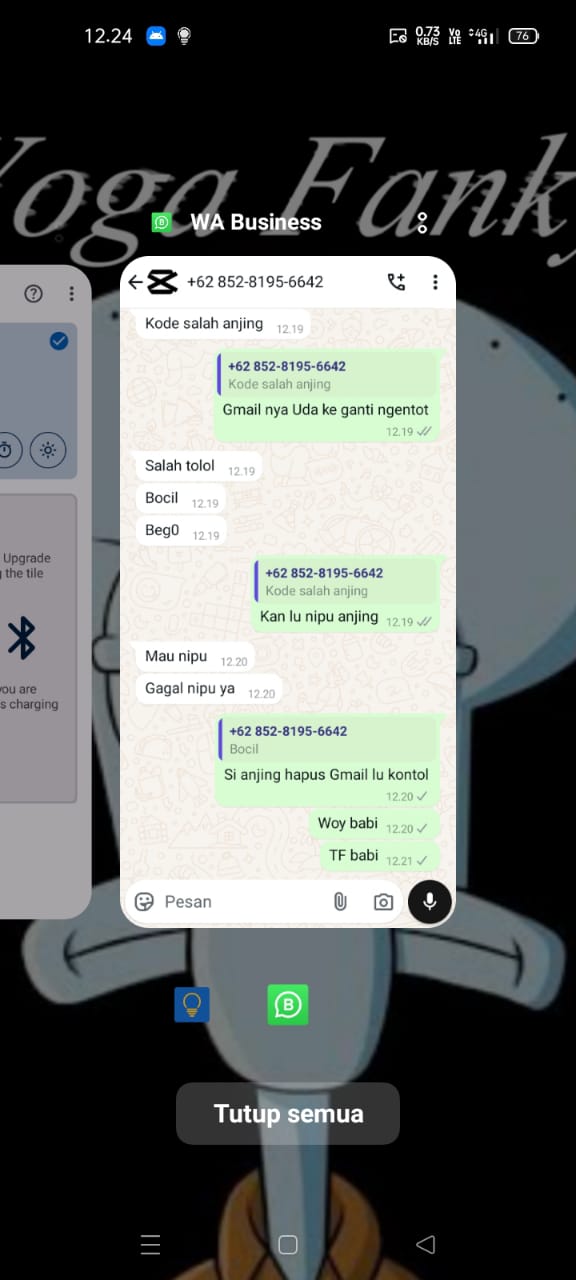 12.24
0.73
KB/S
Vo
LTE
4G
76
Yoga Fanky
WA Business
+62 852-8195-6642
Kode salah anjing 12.19
+62 852-8195-6642
Kode salah anjing
Gmail nya Uda ke ganti ngentot
12.19
Salah tolol 12.19
Bocil 12.19
Beg0 12.19
+62 852-8195-6642
Kode salah anjing
Kan lu nipu anjing 12.19
Mau nipu 12.20
Gagal nipu ya 12.20
+62 852-8195-6642
Bocil
Si anjing hapus Gmail lu kontol
12.20
Woy babi 12.20
TF babi 12.21
Pesan
Upgrade
the tile
you are
s charging
Tutup semua